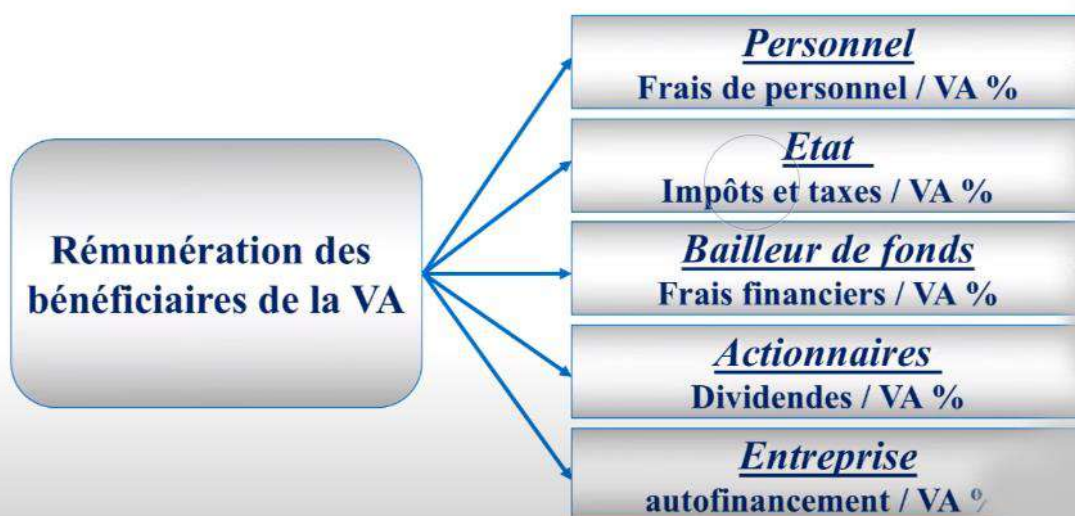 Rémunération des
bénéficiaires de la VA
Personnel
Frais de personnel / VA %
Etat
Impôts et taxes / VA %
Bailleur de fonds
Frais financiers / VA %
Actionnaires
Dividendes / VA %
Entreprise
autofinancement / VA %